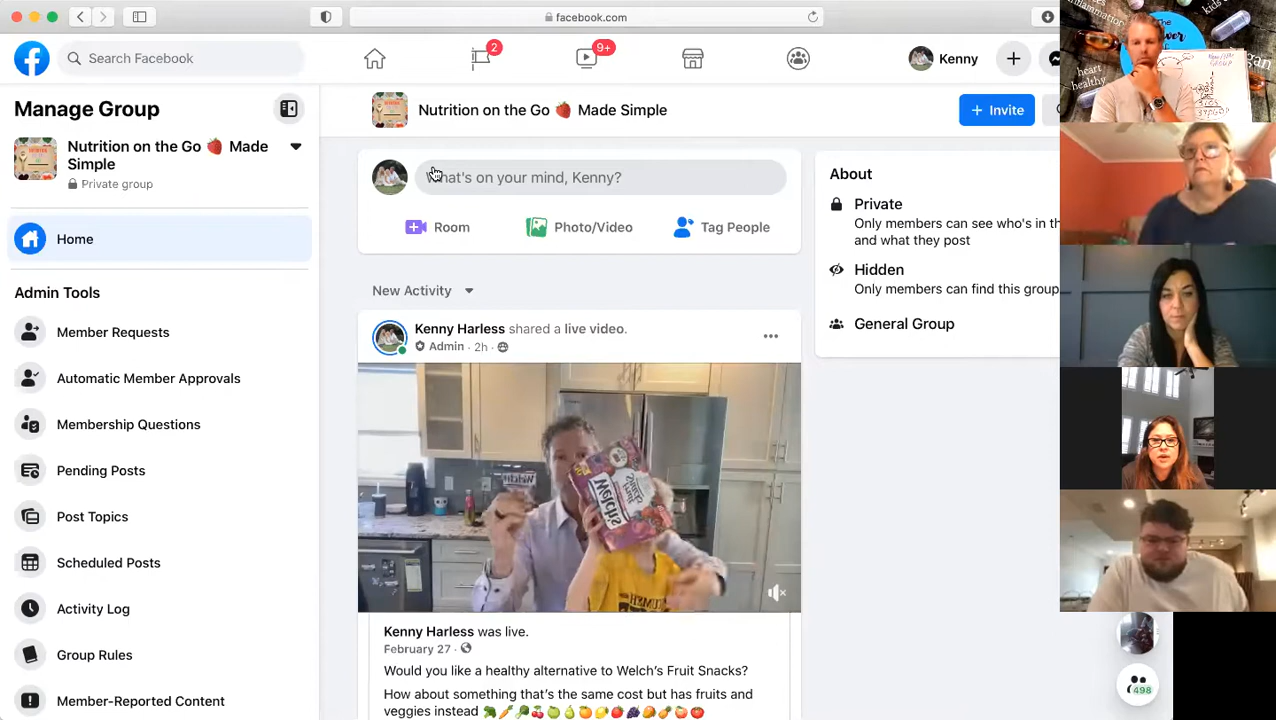 facebook.com
Search Facebook
2
9+
Kenny
Manage Group
Nutrition on the Go 🍓 Made
Simple
Private group
Home
Admin Tools
Member Requests
Automatic Member Approvals
Membership Questions
Pending Posts
Post Topics
Scheduled Posts
Activity Log
Group Rules
Member-Reported Content
Nutrition on the Go 🍓 Made Simple
+ Invite
What's on your mind, Kenny?
Room
Photo/Video
Tag People
New Activity
Kenny Harless shared a live video.
Admin · 2h ·
Welch's
Kenny Harless was live.
February 27 ·
Would you like a healthy alternative to Welch's Fruit Snacks?
How about something that's the same cost but has fruits and
veggies instead
About
Private
Only members can see who's in th
and what they post
Hidden
Only members can find this group
General Group
inflammation
kids
The
heart
healthy
498